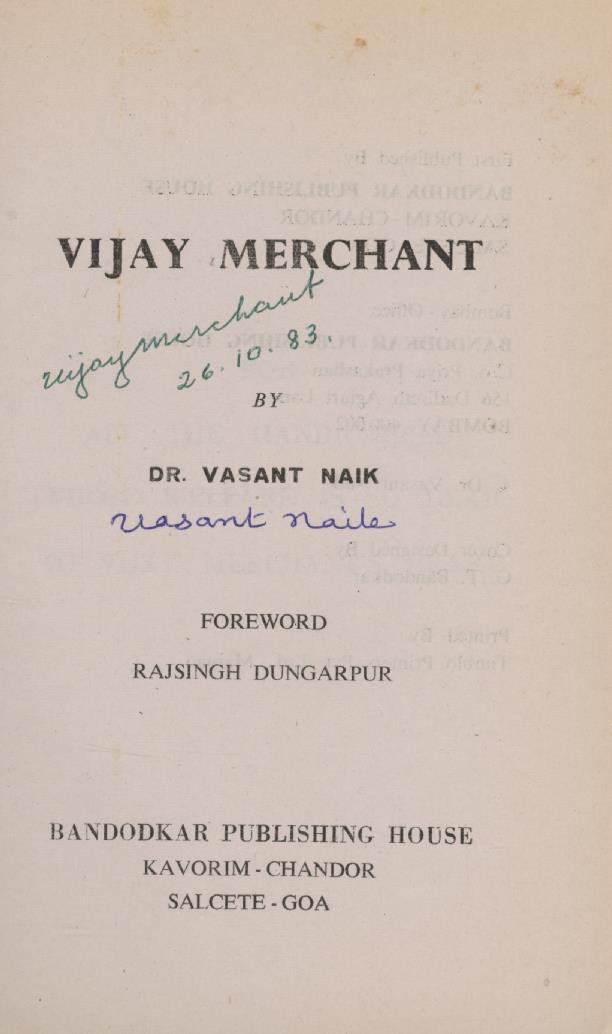 VIJAY MERCHANT
vijay merchant
26.10.83.
BY
DR. VASANT NAIK
Vasant Naik
FOREWORD
RAJSINGH DUNGARPUR
BANDODKAR PUBLISHING HOUSE
KAVORIM - CHANDOR
SALCETE - GOA